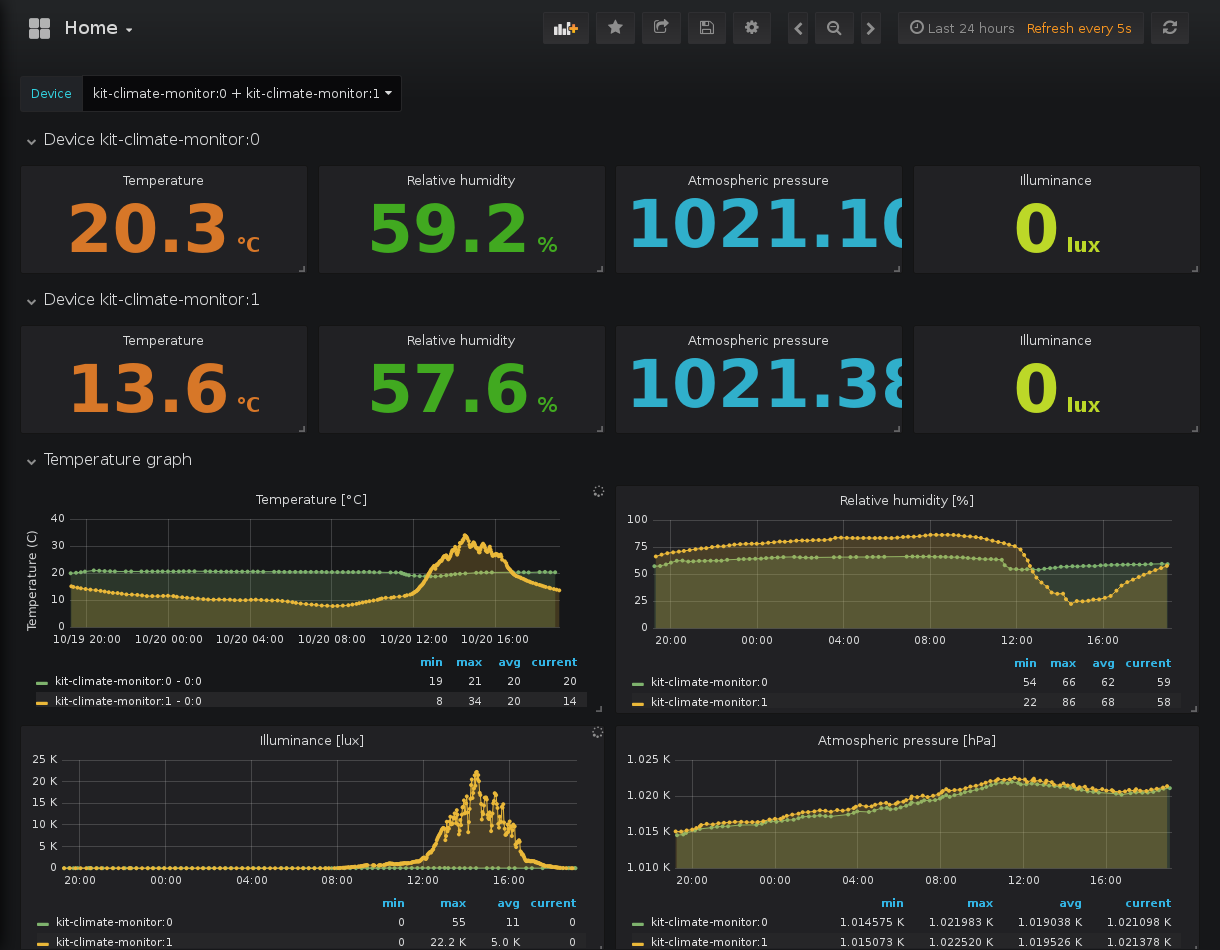 Home
Last 24 hours Refresh every 5s
Device kit-climate-monitor:0 + kit-climate-monitor:1
Device kit-climate-monitor:0
Temperature Relative humidity Atmospheric pressure Illuminance
20.3 °C 59.2 % 1021.10 0 lux
Device kit-climate-monitor:1
Temperature Relative humidity Atmospheric pressure Illuminance
13.6 °C 57.6 % 1021.38 0 lux
Temperature graph
Temperature [°C]
Temperature (C)
40
30
20
10
0
10/19 20:00 10/20 00:00 10/20 04:00 10/20 08:00 10/20 12:00 10/20 16:00
min max avg current
kit-climate-monitor:0 - 0:0 19 21 20 20
kit-climate-monitor:1 - 0:0 8 34 20 14
Relative humidity [%]
100
75
50
25
0
20:00 00:00 04:00 08:00 12:00 16:00
min max avg current
kit-climate-monitor:0 54 66 62 59
kit-climate-monitor:1 22 86 68 58
Illuminance [lux]
25 K
20 K
15 K
10 K
5 K
0
20:00 00:00 04:00 08:00 12:00 16:00
min max avg current
kit-climate-monitor:0 0 55 11 0
kit-climate-monitor:1 0 22.2 K 5.0 K 0
Atmospheric pressure [hPa]
1.025 K
1.020 K
1.015 K
1.010 K
20:00 00:00 04:00 08:00 12:00 16:00
min max avg current
kit-climate-monitor:0 1.014575 K 1.021983 K 1.019038 K 1.021098 K
kit-climate-monitor:1 1.015073 K 1.022520 K 1.019526 K 1.021378 K